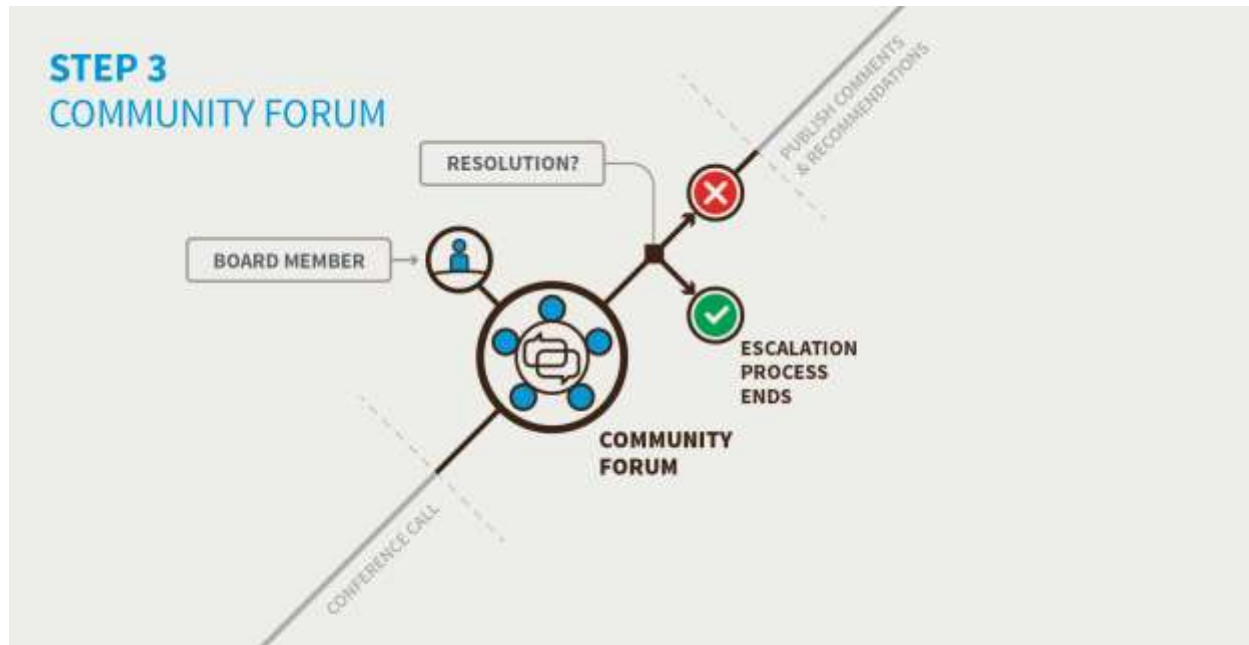 STEP 3
COMMUNITY FORUM
PUBLISH COMMENTS
& RECOMMENDATIONS
RESOLUTION?
BOARD MEMBER
ESCALATION
PROCESS
ENDS
COMMUNITY
FORUM
CONFERENCE CALL